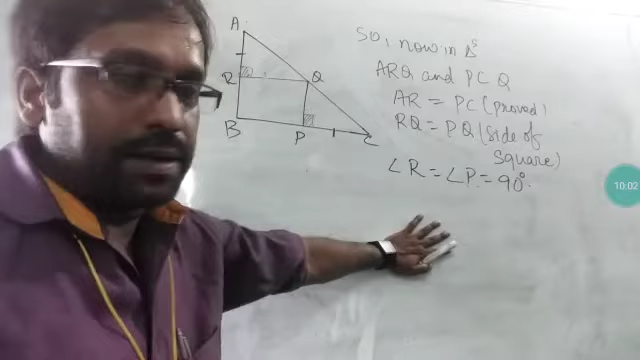 A
R
Q
B
P
C
So, now in Δs
ARQ and PCQ
AR = PC (proved)
RQ = PQ (side of
square)
∠R = ∠P = 90°.
10:02